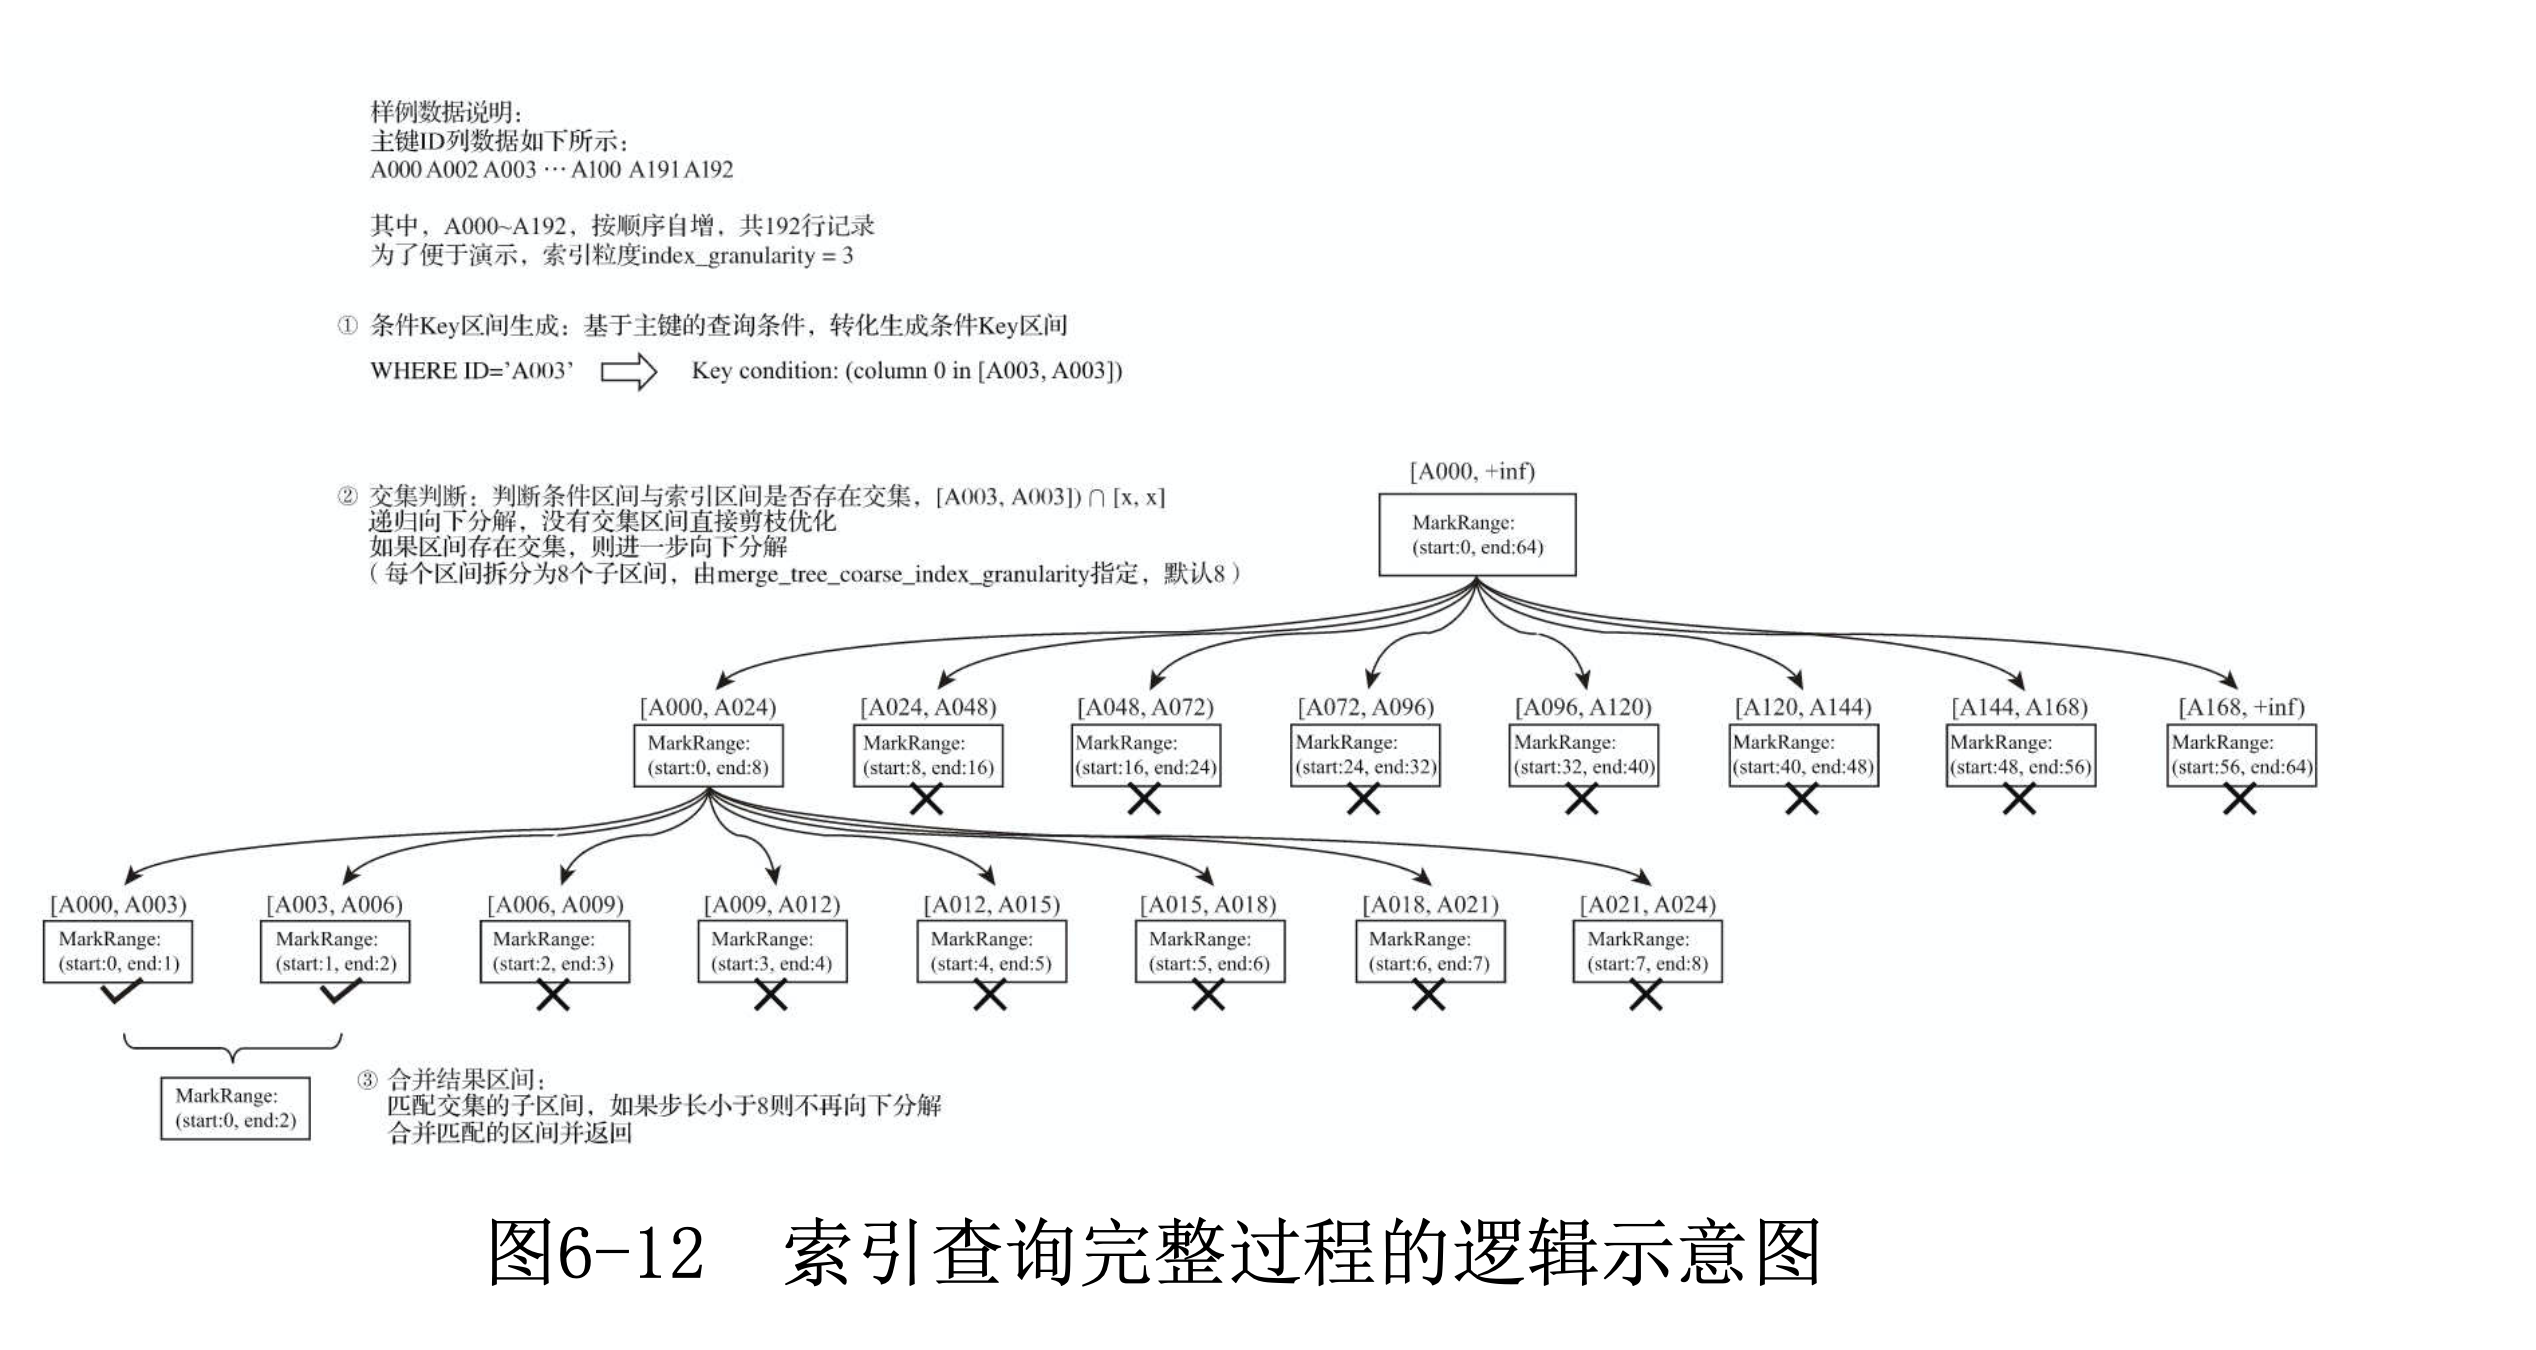 样例数据说明：
主键ID列数据如下所示：
A000 A002 A003 ··· A100 A191 A192
其中，A000~A192，按顺序自增，共192行记录
为了便于演示，索引粒度index_granularity = 3
① 条件Key区间生成：基于主键的查询条件，转化生成条件Key区间
WHERE ID=’A003’ Key condition: (column 0 in [A003, A003])
② 交集判断：判断条件区间与索引区间是否存在交集，[A003, A003]) ∩ [x, x]
递归向下分解，没有交集区间直接剪枝优化
如果区间存在交集，则进一步向下分解
（每个区间拆分为8个子区间，由merge_tree_coarse_index_granularity指定，默认8）
[A000, +inf)
MarkRange:
(start:0, end:64)
[A000, A024)
MarkRange:
(start:0, end:8)
[A024, A048)
MarkRange:
(start:8, end:16)
[A048, A072)
MarkRange:
(start:16, end:24)
[A072, A096)
MarkRange:
(start:24, end:32)
[A096, A120)
MarkRange:
(start:32, end:40)
[A120, A144)
MarkRange:
(start:40, end:48)
[A144, A168)
MarkRange:
(start:48, end:56)
[A168, +inf)
MarkRange:
(start:56, end:64)
[A000, A003)
MarkRange:
(start:0, end:1)
[A003, A006)
MarkRange:
(start:1, end:2)
[A006, A009)
MarkRange:
(start:2, end:3)
[A009, A012)
MarkRange:
(start:3, end:4)
[A012, A015)
MarkRange:
(start:4, end:5)
[A015, A018)
MarkRange:
(start:5, end:6)
[A018, A021)
MarkRange:
(start:6, end:7)
[A021, A024)
MarkRange:
(start:7, end:8)
MarkRange:
(start:0, end:2)
③ 合并结果区间：
匹配交集的子区间，如果步长小于8则不再向下分解
合并匹配的区间并返回
图6-12 索引查询完整过程的逻辑示意图